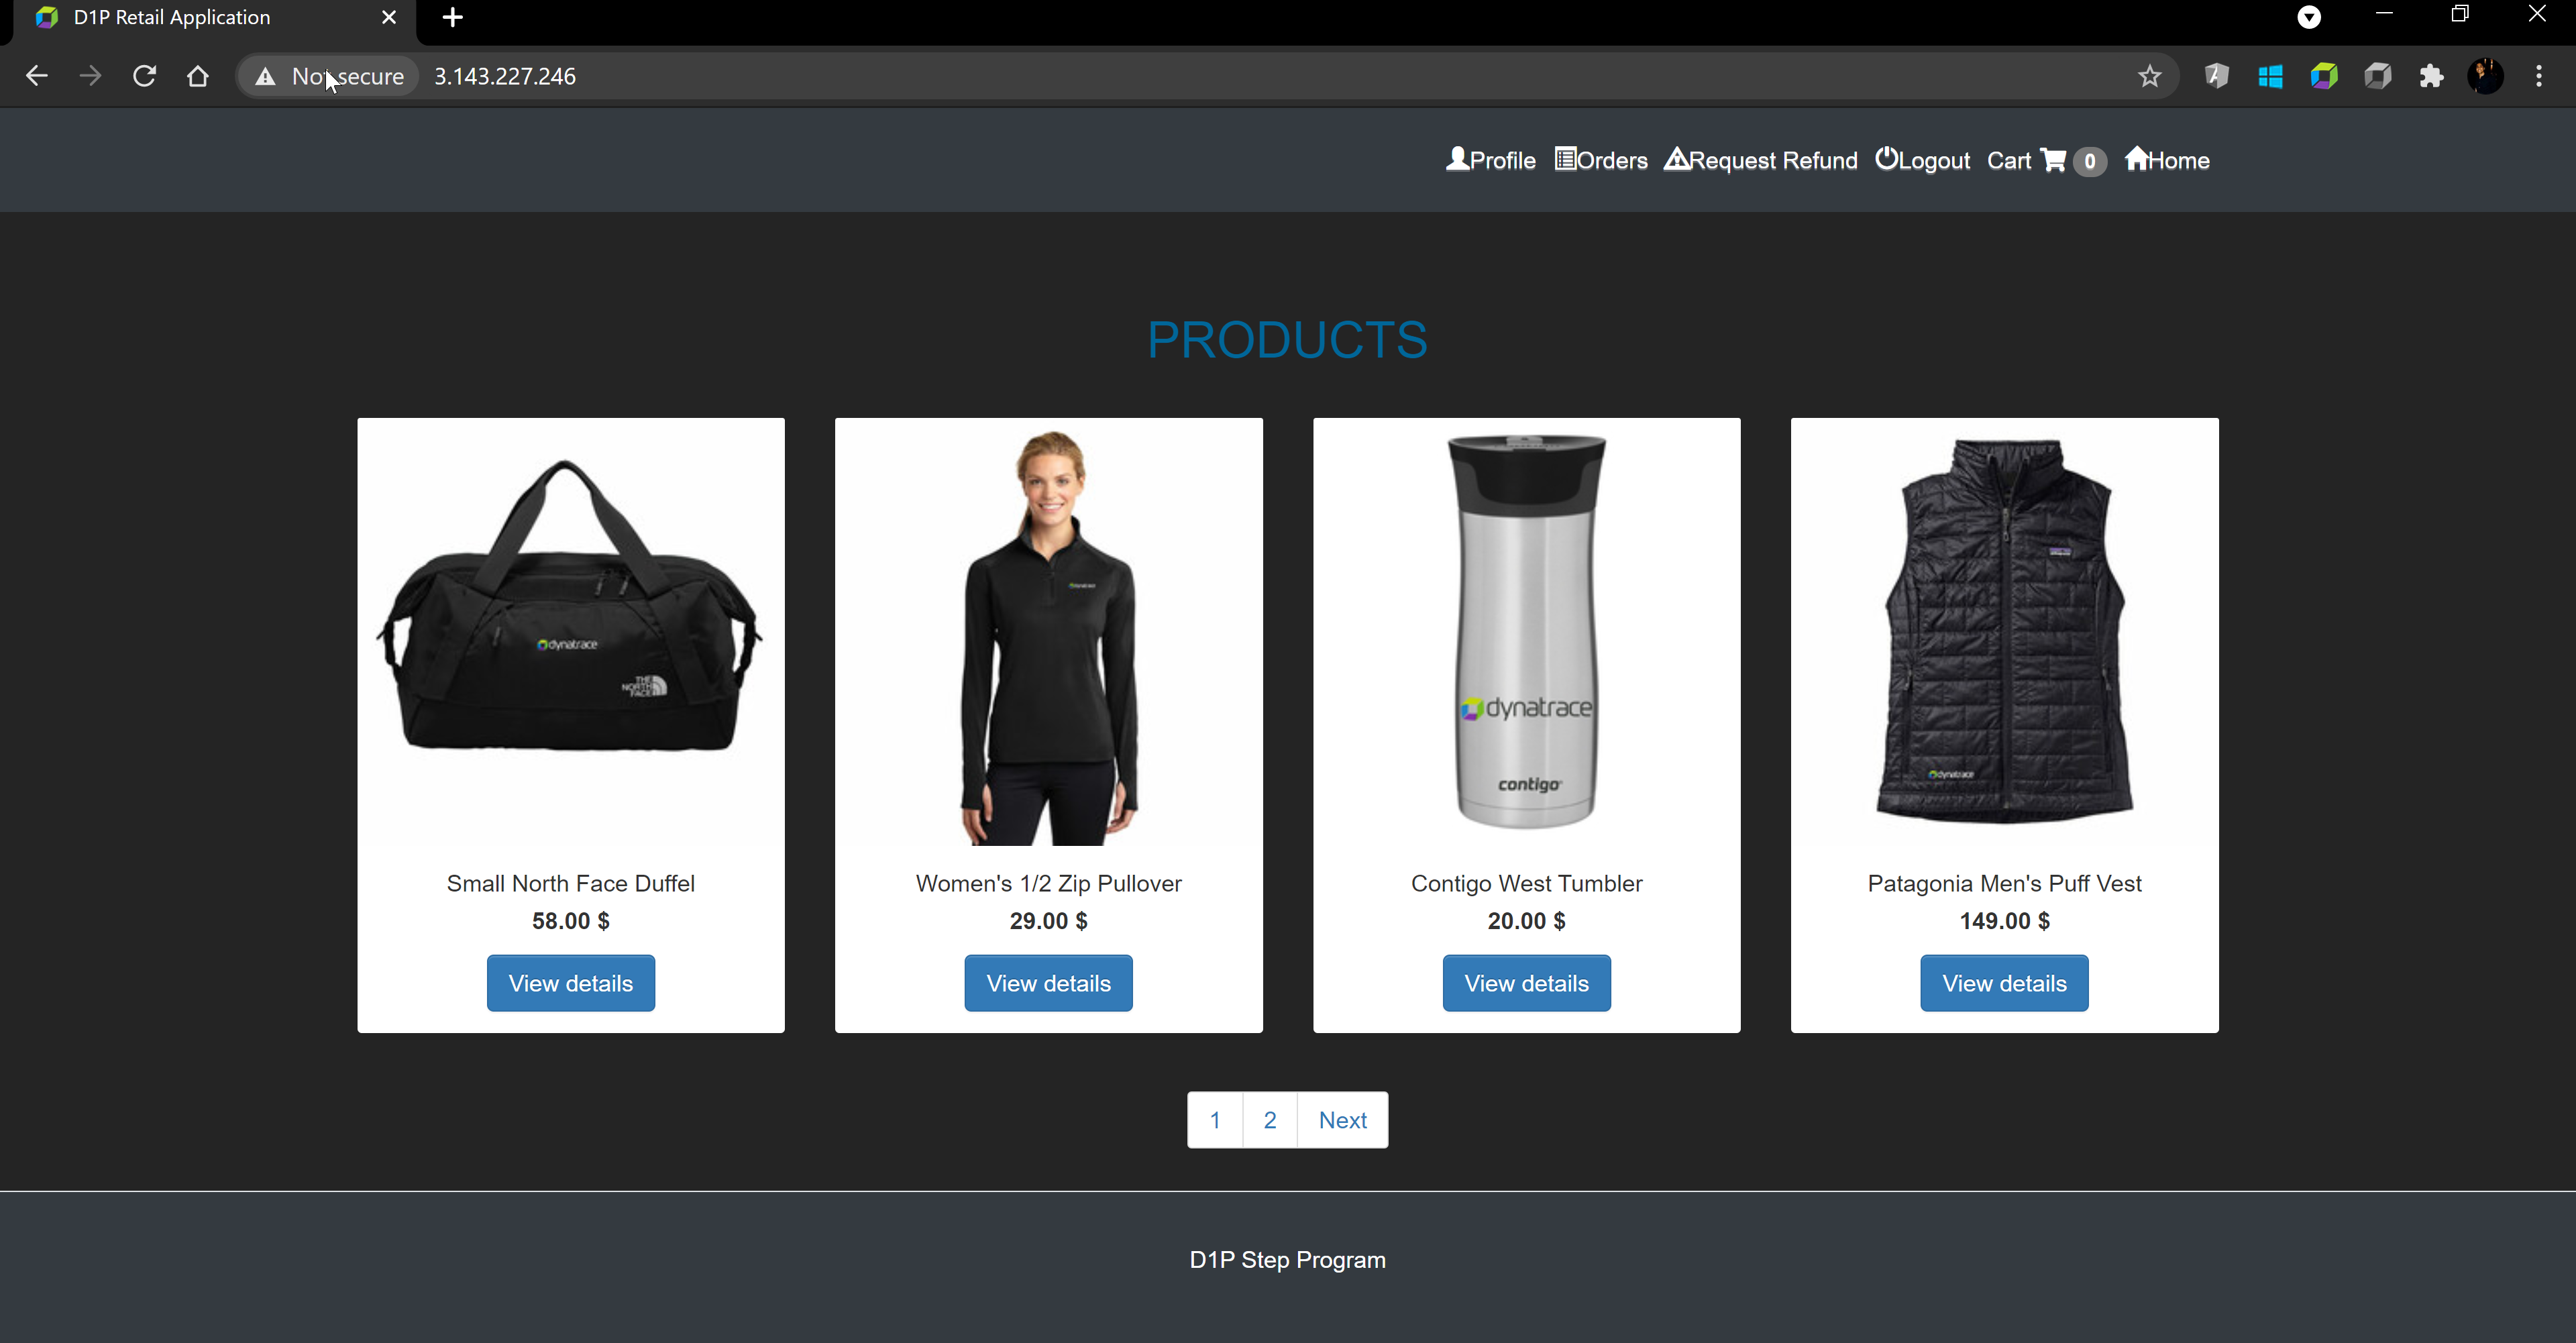 D1P Retail Application
Not secure 3.143.227.246
Profile Orders Request Refund Logout Cart 0 Home
PRODUCTS
dynatrace
THE
NORTH
FACE
dynatrace
dynatrace
contigo
dynatrace
Small North Face Duffel
58.00 $
View details
Women's 1/2 Zip Pullover
29.00 $
View details
Contigo West Tumbler
20.00 $
View details
Patagonia Men's Puff Vest
149.00 $
View details
1 2 Next
D1P Step Program